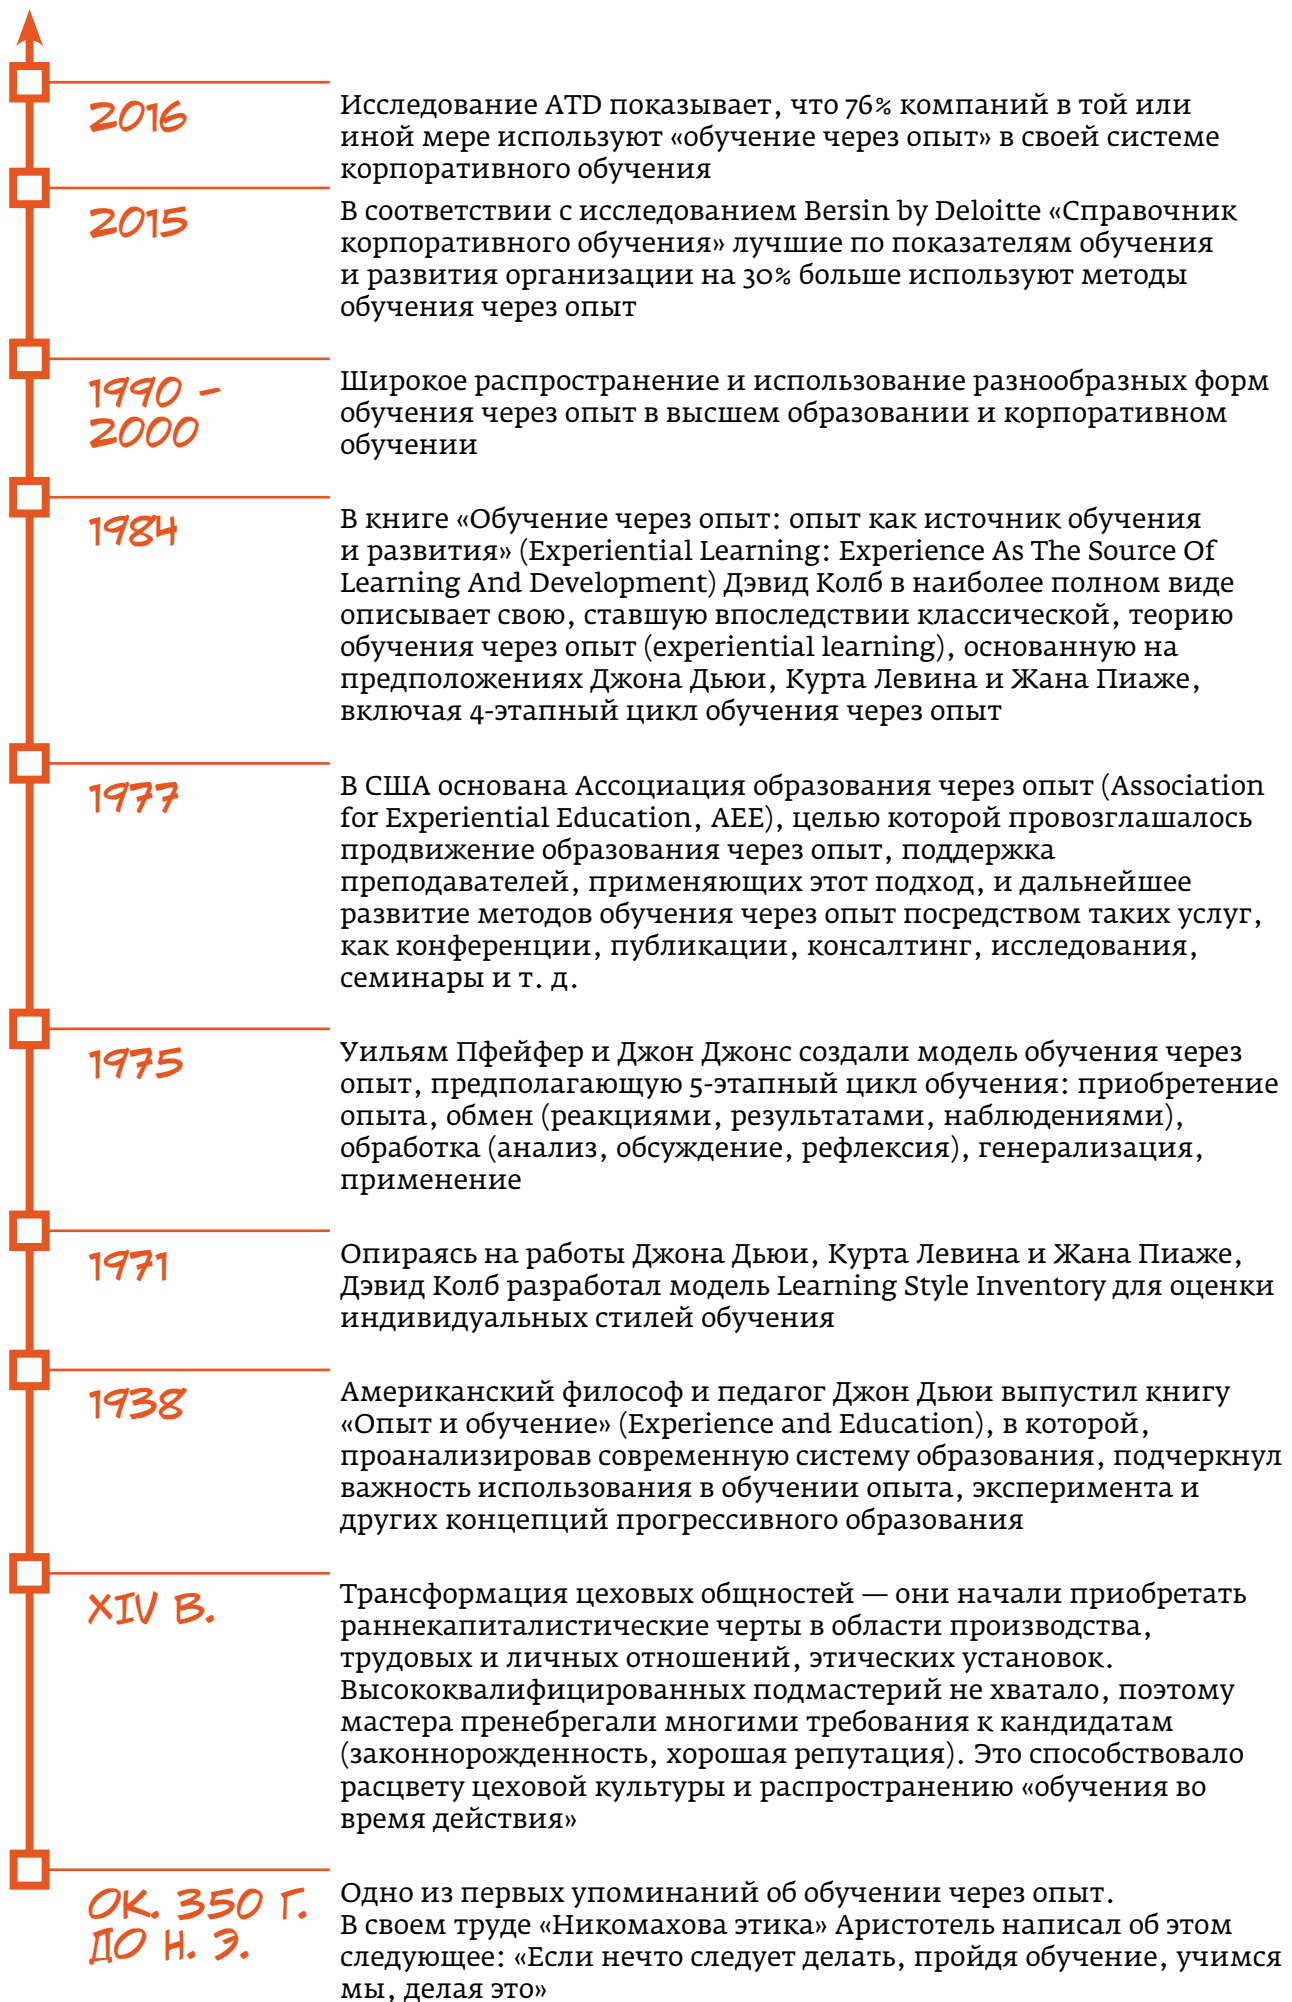 2016
Исследование ATD показывает, что 76% компаний в той или
иной мере используют «обучение через опыт» в своей системе
корпоративного обучения
2015
В соответствии с исследованием Bersin by Deloitte «Справочник
корпоративного обучения» лучшие по показателям обучения
и развития организации на 30% больше используют методы
обучения через опыт
1990 –
2000
Широкое распространение и использование разнообразных форм
обучения через опыт в высшем образовании и корпоративном
обучении
1984
В книге «Обучение через опыт: опыт как источник обучения
и развития» (Experiential Learning: Experience As The Source Of
Learning And Development) Дэвид Колб в наиболее полном виде
описывает свою, ставшую впоследствии классической, теорию
обучения через опыт (experiential learning), основанную на
предположениях Джона Дьюи, Курта Левина и Жана Пиаже,
включая 4-этапный цикл обучения через опыт
1977
В США основана Ассоциация образования через опыт (Association
for Experiential Education, AEE), целью которой провозглашалось
продвижение образования через опыт, поддержка
преподавателей, применяющих этот подход, и дальнейшее
развитие методов обучения через опыт посредством таких услуг,
как конференции, публикации, консалтинг, исследования,
семинары и т. д.
1975
Уильям Пфейфер и Джон Джонс создали модель обучения через
опыт, предполагающую 5-этапный цикл обучения: приобретение
опыта, обмен (реакциями, результатами, наблюдениями),
обработка (анализ, обсуждение, рефлексия), генерализация,
применение
1971
Опираясь на работы Джона Дьюи, Курта Левина и Жана Пиаже,
Дэвид Колб разработал модель Learning Style Inventory для оценки
индивидуальных стилей обучения
1938
Американский философ и педагог Джон Дьюи выпустил книгу
«Опыт и обучение» (Experience and Education), в которой,
проанализировав современную систему образования, подчеркнул
важность использования в обучении опыта, эксперимента и
других концепций прогрессивного образования
XIV В.
Трансформация цеховых общностей — они начали приобретать
раннекапиталистические черты в области производства,
трудовых и личных отношений, этических установок.
Высококвалифицированных подмастерий не хватало, поэтому
мастера пренебрегали многими требования к кандидатам
(законнорожденность, хорошая репутация). Это способствовало
расцвету цеховой культуры и распространению «обучения во
время действия»
ОК. 350 Г.
ДО Н. Э.
Одно из первых упоминаний об обучении через опыт.
В своем труде «Никомахова этика» Аристотель написал об этом
следующее: «Если нечто следует делать, пройдя обучение, учимся
мы, делая это»